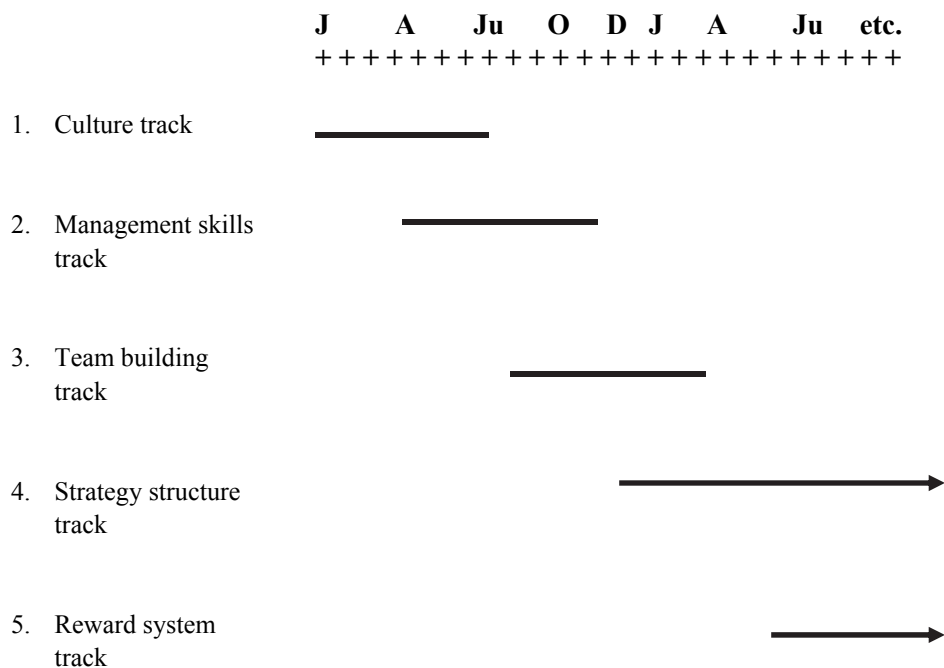 J A Ju O D J A Ju etc.
+ + + + + + + + + + + + + + + + + + + + + + + + +
1. Culture track
2. Management skills
track
3. Team building
track
4. Strategy structure
track
5. Reward system
track